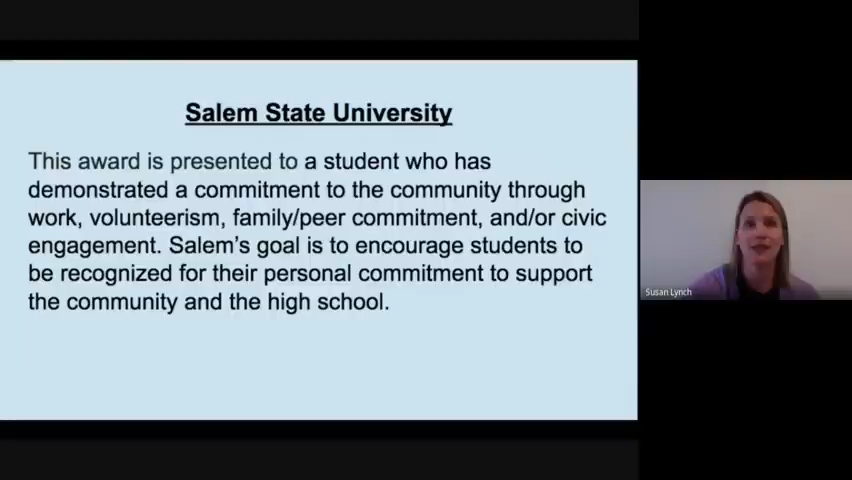 Salem State University
This award is presented to a student who has
demonstrated a commitment to the community through
work, volunteerism, family/peer commitment, and/or civic
engagement. Salem’s goal is to encourage students to
be recognized for their personal commitment to support
the community and the high school.
Susan Lynch